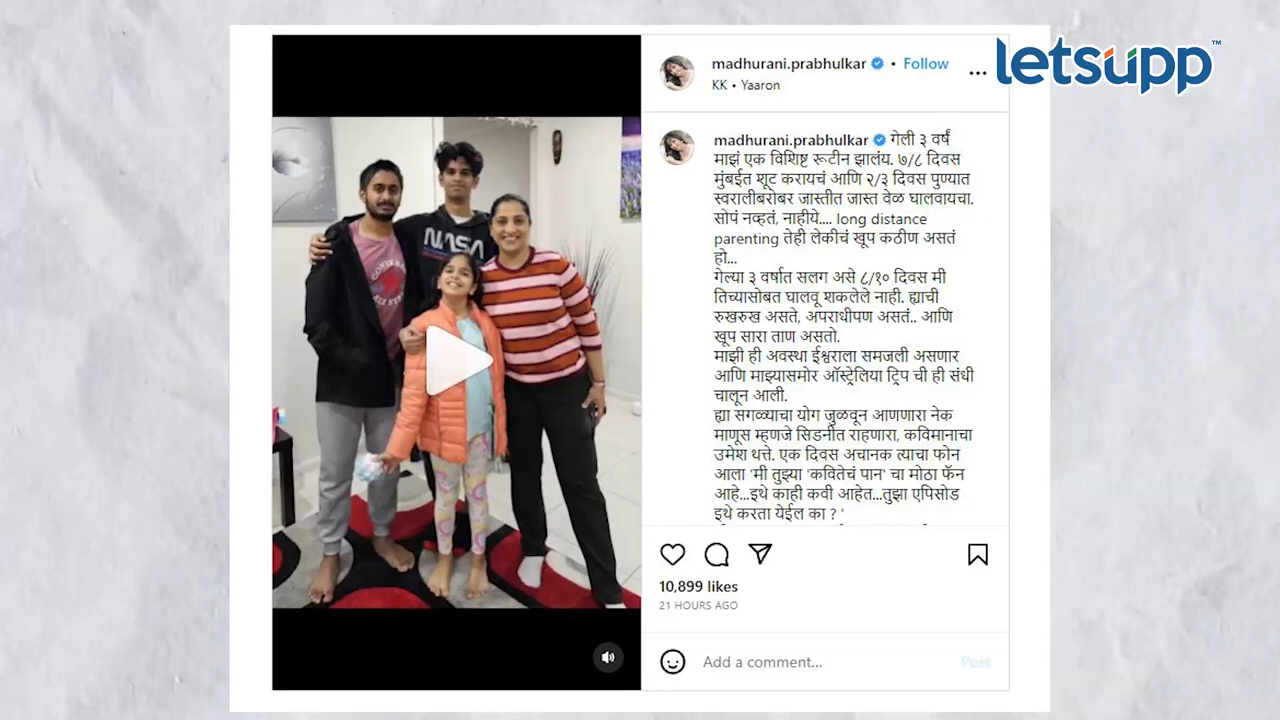 letsupp™
madhurani.prabhulkar • Follow
KK • Yaaron
...
madhurani.prabhulkar गेली ३ वर्षं
माझं एक विशिष्ट रूटीन झालंय. ७/८ दिवस
मुंबईत शूट करायचं आणि २/३ दिवस पुण्यात
स्वरालीबरोबर जास्तीत जास्त वेळ घालवायचा.
सोपं नव्हतं, नाहीये.... long distance
parenting तेही लेकीचं खूप कठीण असतं
हो...
गेल्या ३ वर्षात सलग असे ८/१० दिवस मी
तिच्यासोबत घालवू शकलेले नाही. ह्याची
रुखरुख असते, अपराधीपण असतं.. आणि
खूप सारा ताण असतो.
माझी ही अवस्था ईश्वराला समजली असणार
आणि माझ्यासमोर ऑस्ट्रेलिया ट्रिप ची ही संधी
चालून आली.
ह्या सगळ्याचा योग जुळवून आणणारा नेक
माणूस म्हणजे सिडनीत राहणारा, कविमानाचा
उमेश थत्ते. एक दिवस अचानक त्याचा फोन
आला 'मी तुझ्या 'कवितेचं पान' चा मोठा फॅन
आहे...इथे काही कवी आहेत...तुझा एपिसोड
इथे करता येईल का ? '
NASA
10,899 likes
21 HOURS AGO
Add a comment...
Post